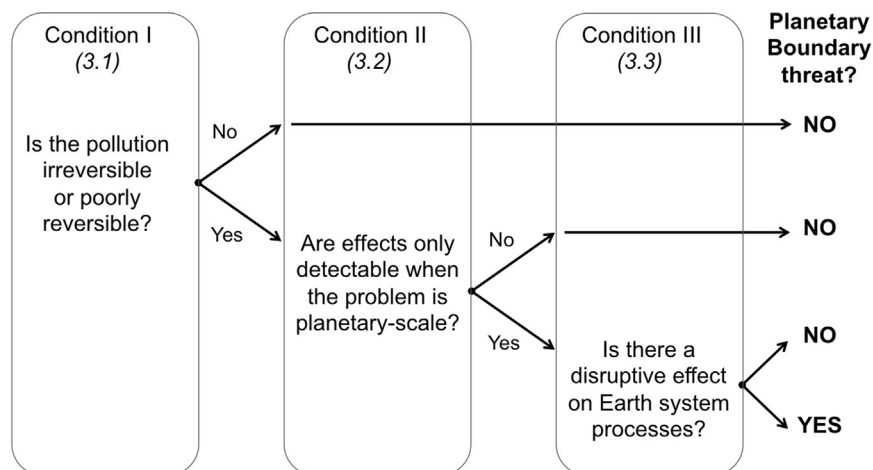 Condition I
(3.1)
Is the pollution
irreversible
or poorly
reversible?
No
Yes
Condition II
(3.2)
Are effects only
detectable when
the problem is
planetary-scale?
No
Yes
Condition III
(3.3)
Is there a
disruptive effect
on Earth system
processes?
Planetary
Boundary
threat?
NO
NO
NO
YES